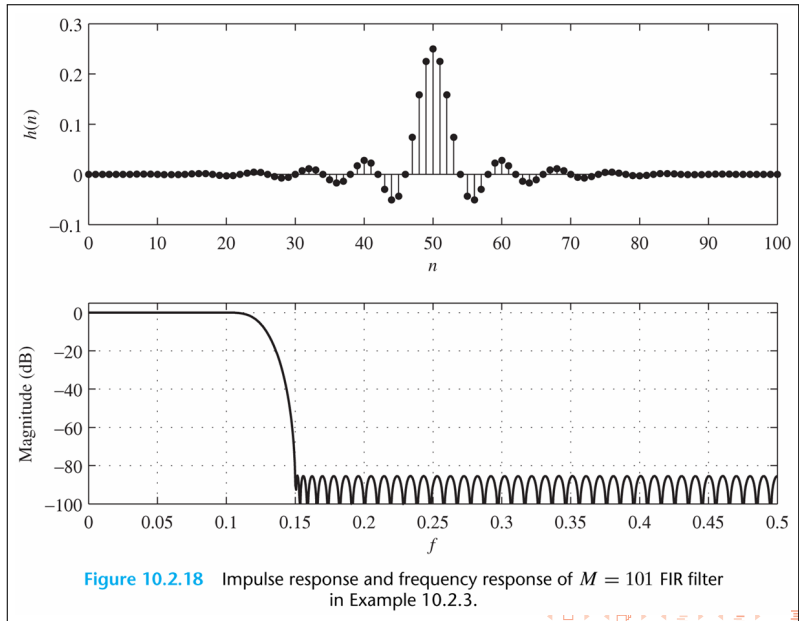 0.3
0.2
0.1
0
−0.1
h(n)
0 10 20 30 40 50 60 70 80 90 100
n
0
−20
−40
−60
−80
−100
Magnitude (dB)
0 0.05 0.1 0.15 0.2 0.25 0.3 0.35 0.4 0.45 0.5
f
Figure 10.2.18 Impulse response and frequency response of M = 101 FIR filter
in Example 10.2.3.